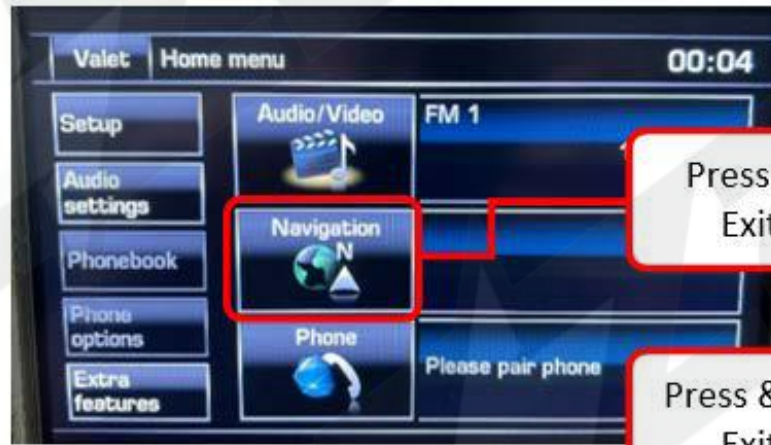 Valet Home menu 00:04
Setup
Audio/Video
FM 1
Audio
settings
Press
Exit
Navigation
N
Phonebook
Phone
options
Phone
Please pair phone
Extra
features
Press &
Exit